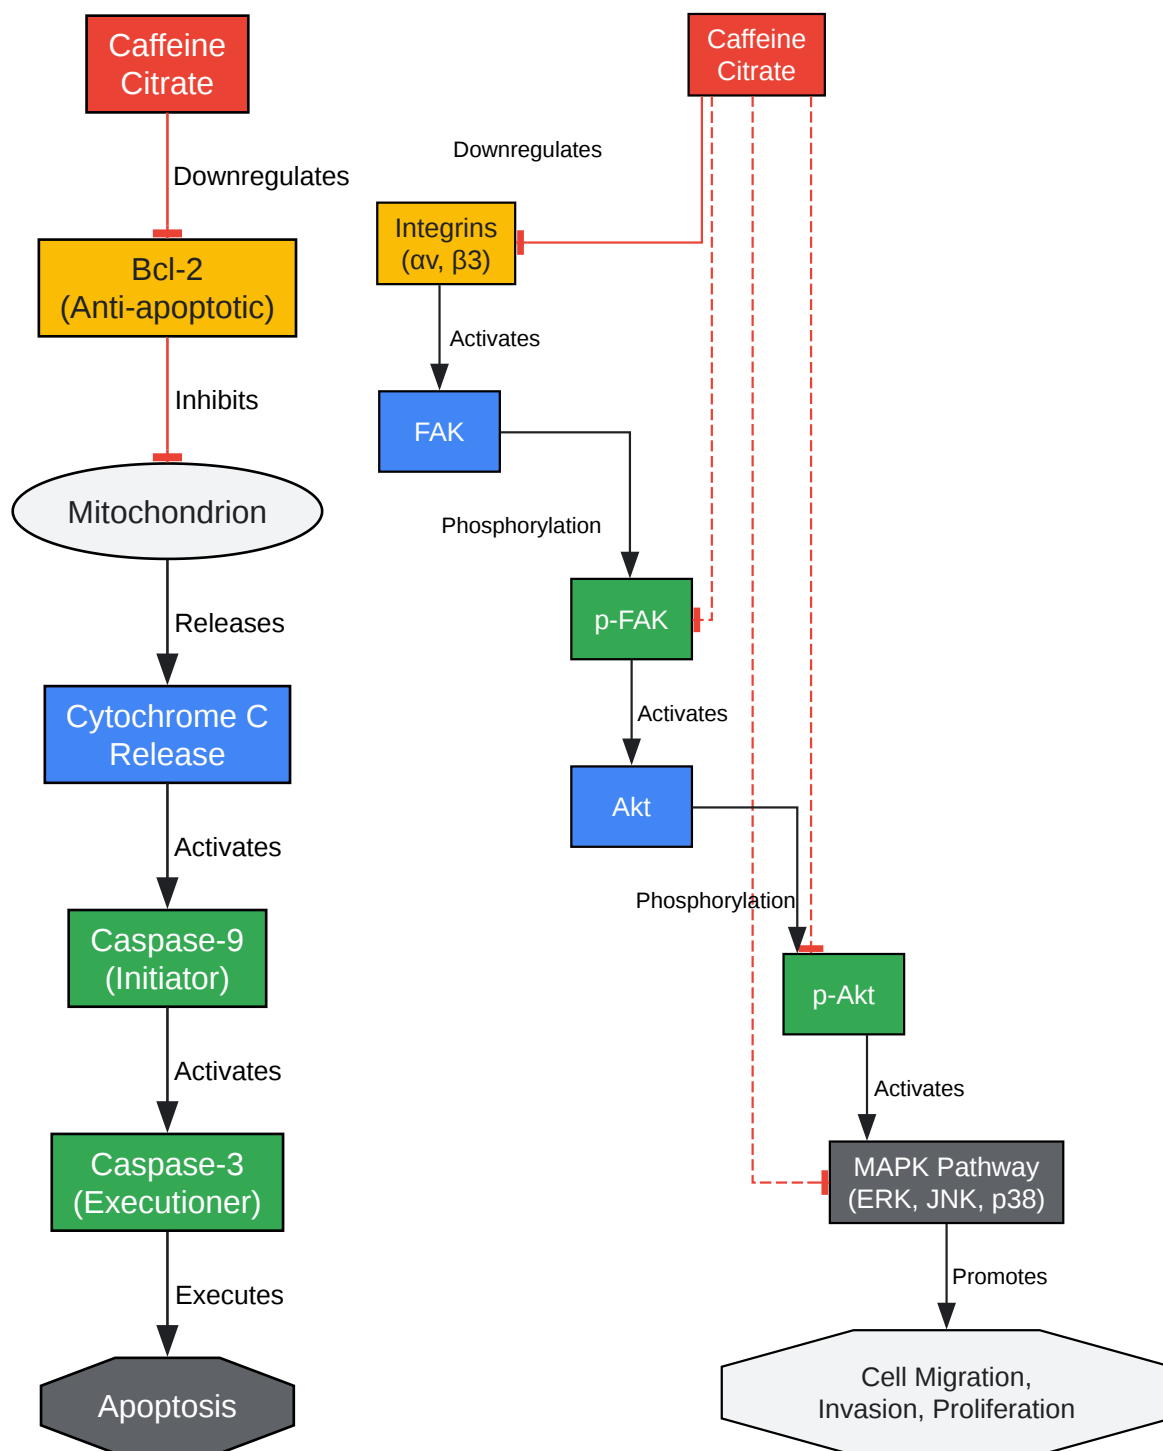 Caffeine
Citrate
Downregulates
Bcl-2
(Anti-apoptotic)
Inhibits
Mitochondrion
Releases
Cytochrome C
Release
Activates
Caspase-9
(Initiator)
Activates
Caspase-3
(Executioner)
Executes
Apoptosis
Caffeine
Citrate
Downregulates
Integrins
(αv, β3)
Activates
FAK
Phosphorylation
p-FAK
Activates
Akt
Phosphorylation
p-Akt
Activates
MAPK Pathway
(ERK, JNK, p38)
Promotes
Cell Migration,
Invasion, Proliferation